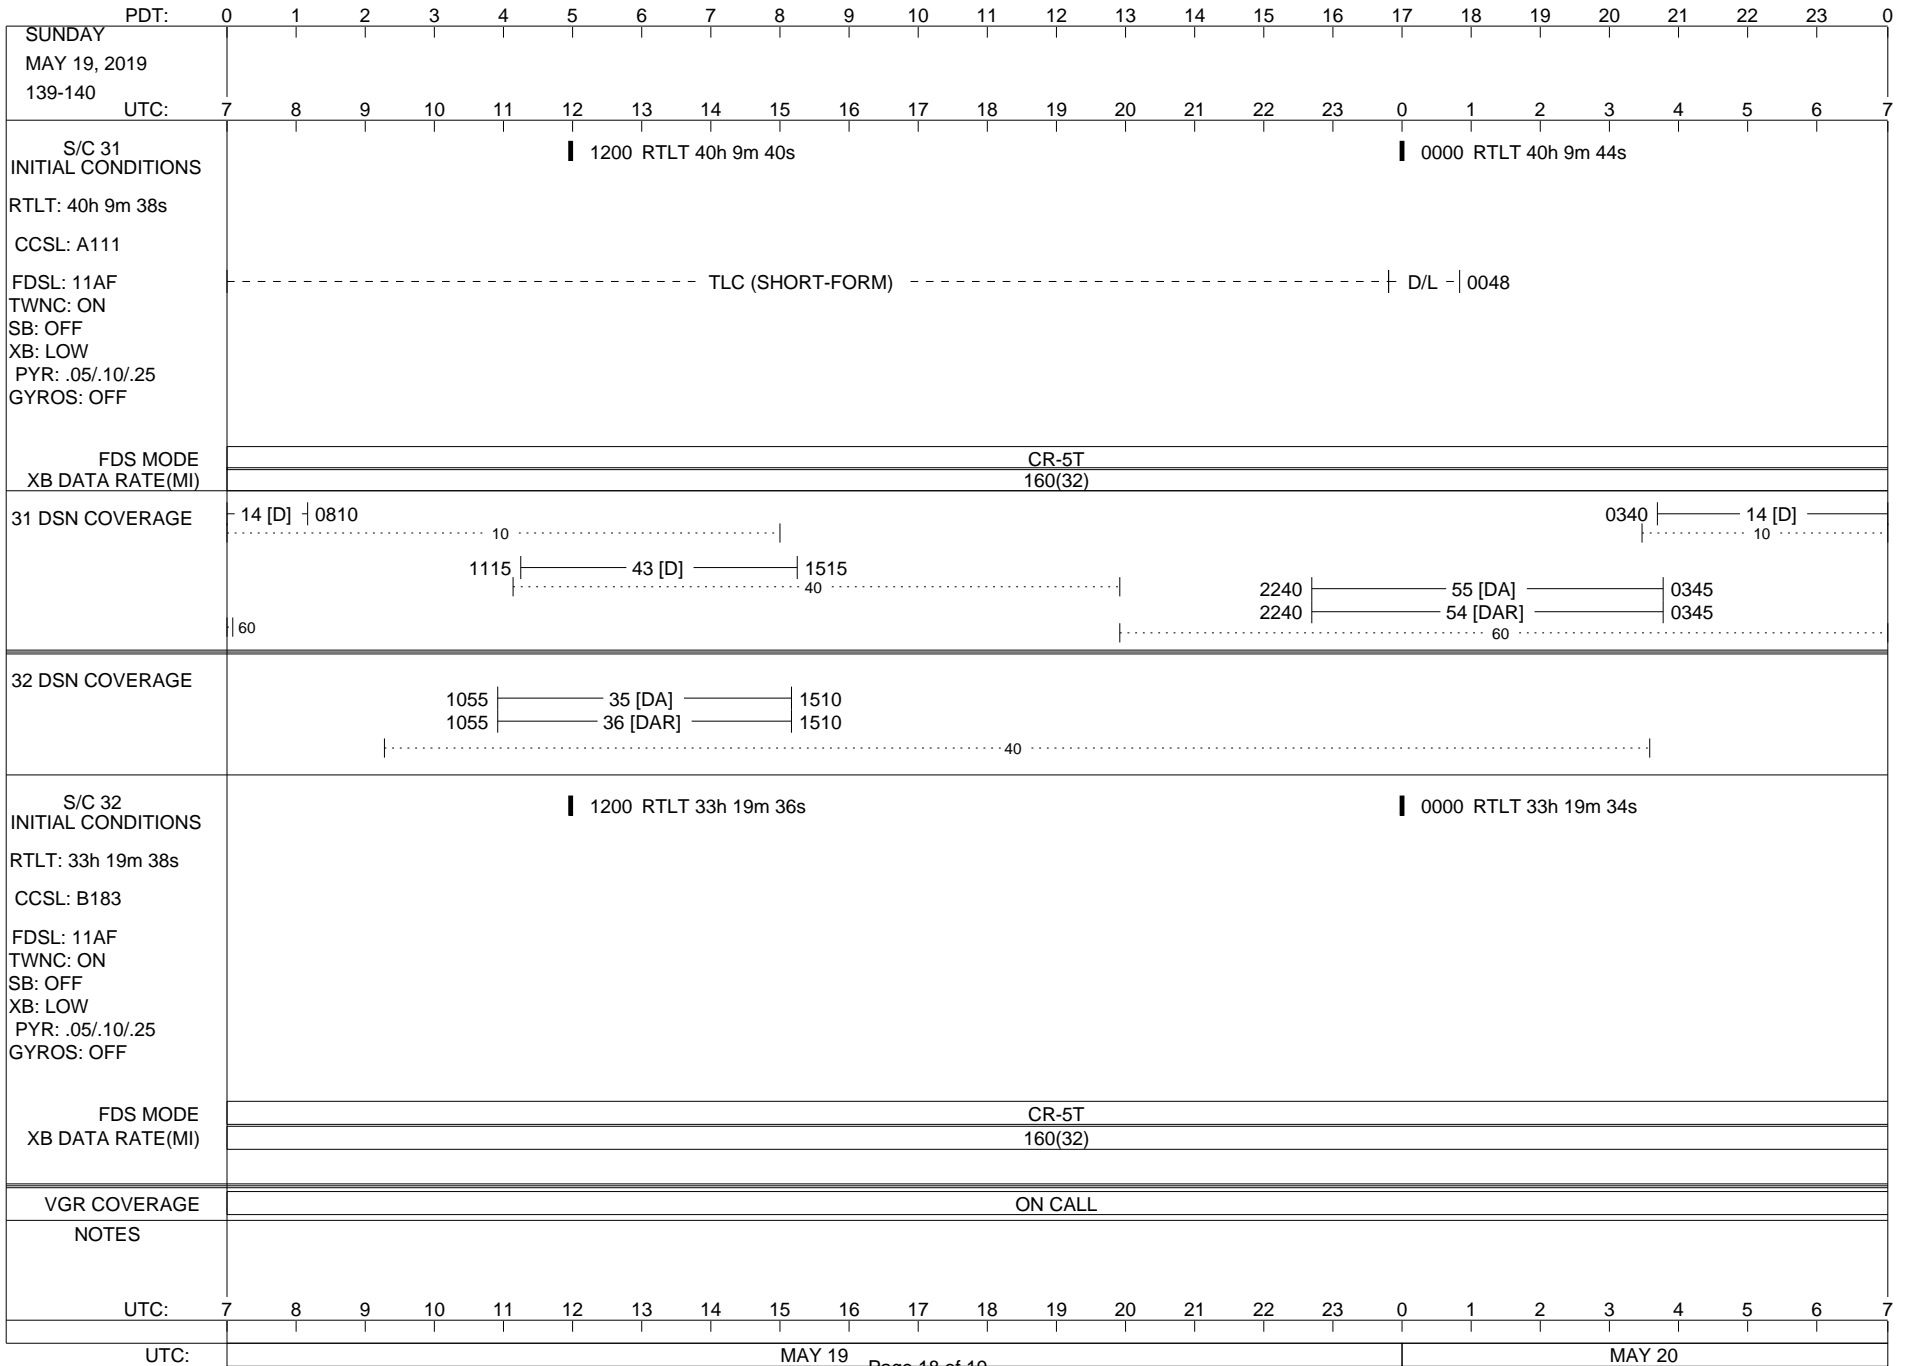 PDT: 0 1 2 3 4 5 6 7 8 9 10 11 12 13 14 15 16 17 18 19 20 21 22 23 0
SUNDAY
MAY 19, 2019
139-140
UTC: 7 8 9 10 11 12 13 14 15 16 17 18 19 20 21 22 23 0 1 2 3 4 5 6 7
S/C 31
INITIAL CONDITIONS
1200 RTLT 40h 9m 40s 0000 RTLT 40h 9m 44s
RTLT: 40h 9m 38s
CCSL: A111
FDSL: 11AF TLC (SHORT-FORM) D/L 0048
TWNC: ON
SB: OFF
XB: LOW
PYR: .05/.10/.25
GYROS: OFF
FDS MODE CR-5T
XB DATA RATE(MI) 160(32)
31 DSN COVERAGE 14 [D] 0810 0340 14 [D]
10 10
1115 43 [D] 1515
40
2240 55 [DA] 0345
2240 54 [DAR] 0345
60 60
32 DSN COVERAGE
1055 35 [DA] 1510
1055 36 [DAR] 1510
40
S/C 32
INITIAL CONDITIONS
1200 RTLT 33h 19m 36s 0000 RTLT 33h 19m 34s
RTLT: 33h 19m 38s
CCSL: B183
FDSL: 11AF
TWNC: ON
SB: OFF
XB: LOW
PYR: .05/.10/.25
GYROS: OFF
FDS MODE CR-5T
XB DATA RATE(MI) 160(32)
VGR COVERAGE ON CALL
NOTES
UTC: 7 8 9 10 11 12 13 14 15 16 17 18 19 20 21 22 23 0 1 2 3 4 5 6 7
UTC: MAY 19 MAY 20
Page 18 of 19